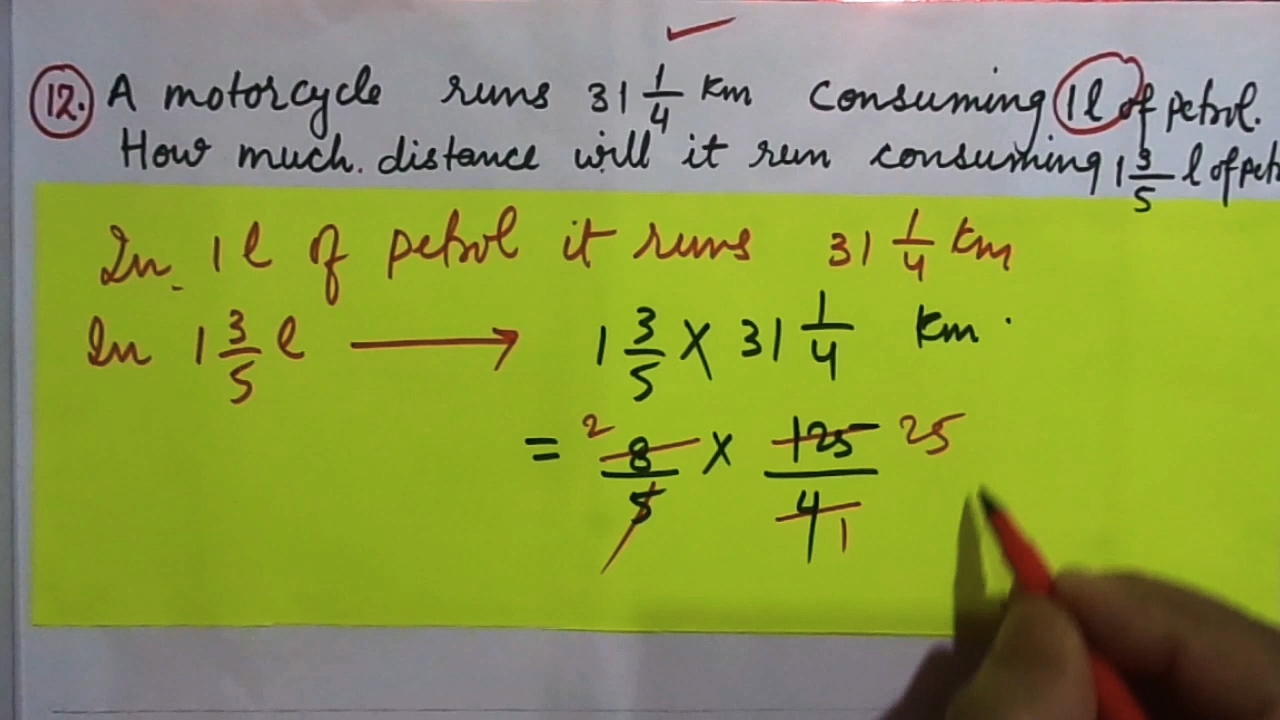 12. A motorcycle runs 31 1/4 km consuming 1l of petrol.
How much. distance will it run consuming 1 3/5 l of pet
In 1 l of petrol it runs 31 1/4 km
In 1 3/5 l → 1 3/5 × 31 1/4 km.
= 2 8/5 × 125/4 25
1